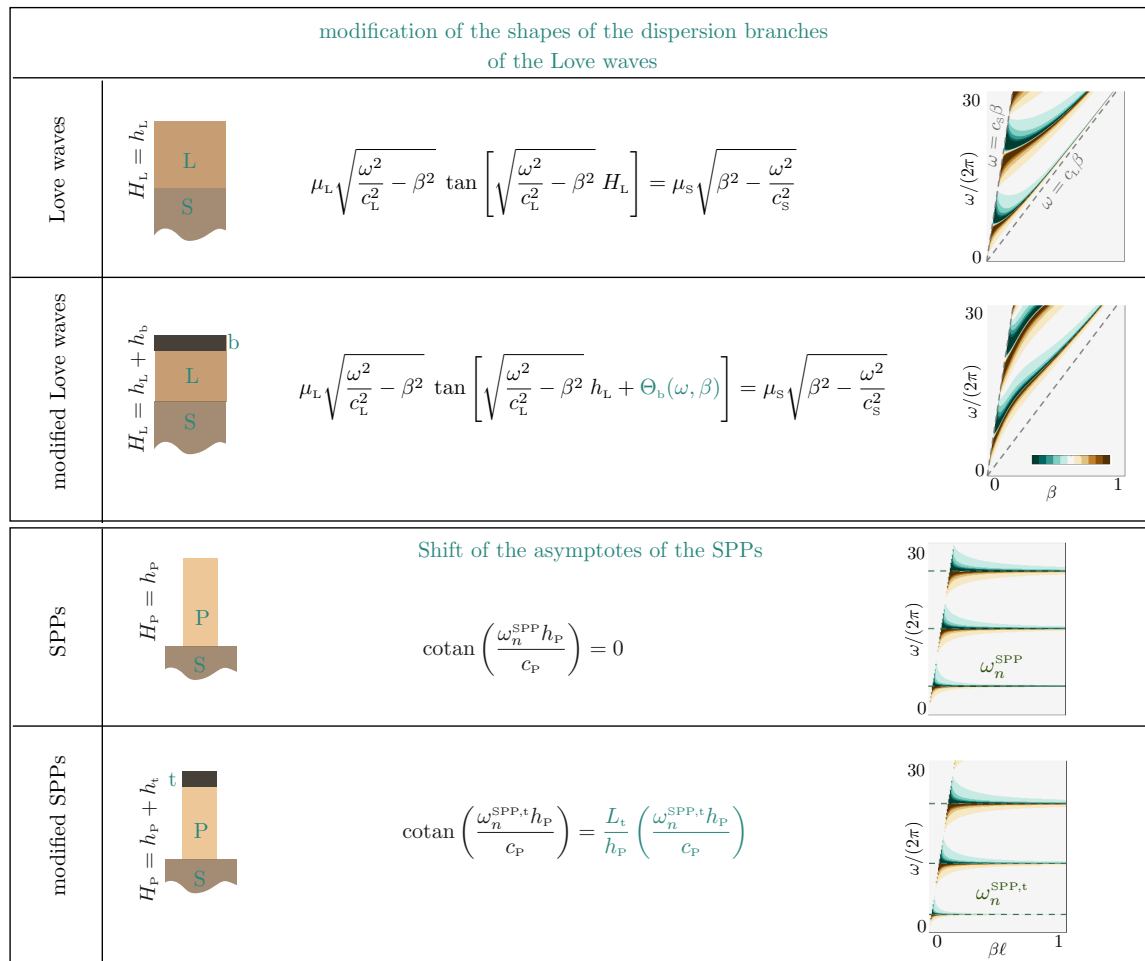 modification of the shapes of the dispersion branches
of the Love waves
Love waves
H_L = h_L
L
S
μ_L √(ω²/c_L² − β²) tan [√(ω²/c_L² − β²) H_L] = μ_S √(β² − ω²/c_S²)
30
ω/(2π)
0
ω = c_S β
ω = c_L β
modified Love waves
H_L = h_L + h_b
b
L
S
μ_L √(ω²/c_L² − β²) tan [√(ω²/c_L² − β²) h_L + Θ_b(ω, β)] = μ_S √(β² − ω²/c_S²)
30
ω/(2π)
0
0
1
β
Shift of the asymptotes of the SPPs
SPPs
H_P = h_P
P
S
cotan (ω_n^SPP h_P / c_P) = 0
30
ω/(2π)
0
ω_n^SPP
modified SPPs
H_P = h_P + h_t
t
P
S
cotan (ω_n^SPP,t h_P / c_P) = L_t / h_P (ω_n^SPP,t h_P / c_P)
30
ω/(2π)
0
ω_n^SPP,t
0
1
βℓ